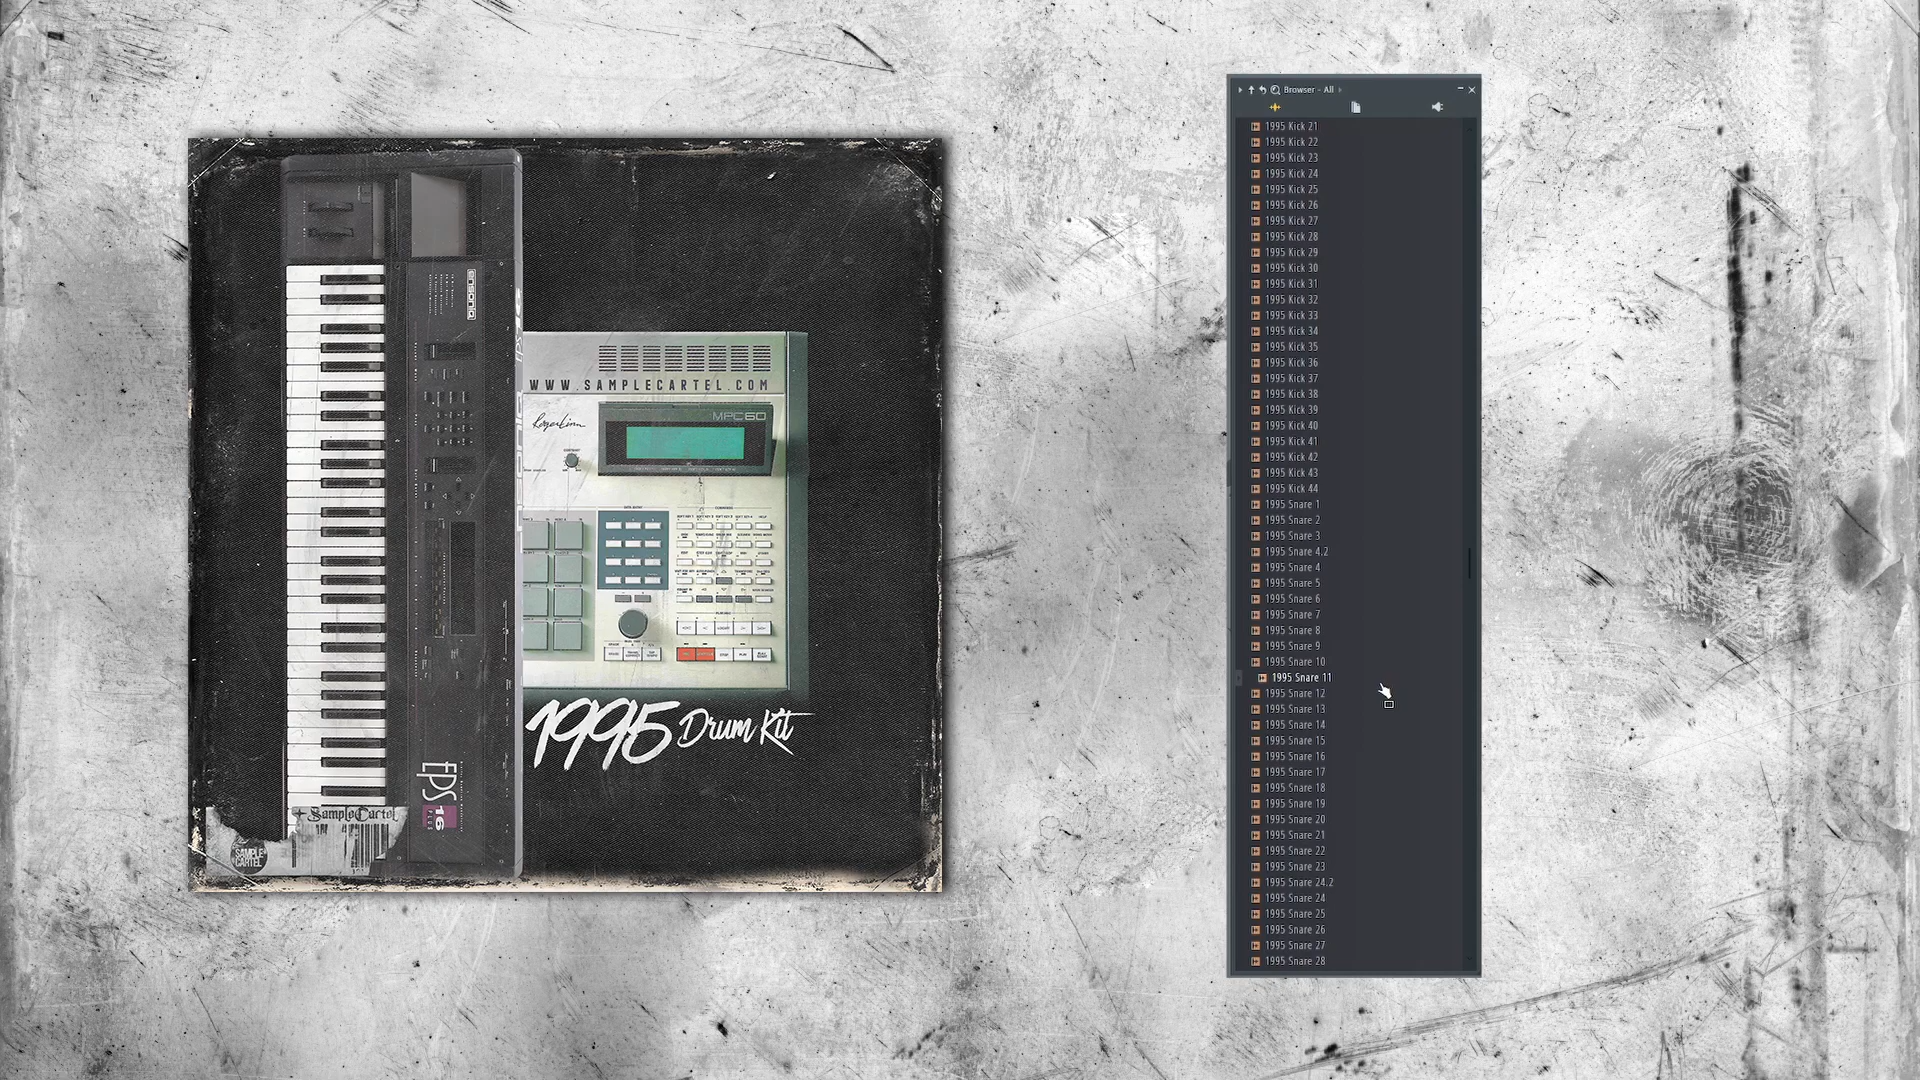 ensoniq
WWW.SAMPLECARTEL.COM
Roger Linn
MPC60
1995 Drum Kit
EPS
16
PLUS
SampleCartel
SAMPLE
CARTEL
Browser - All
1995 Kick 21
1995 Kick 22
1995 Kick 23
1995 Kick 24
1995 Kick 25
1995 Kick 26
1995 Kick 27
1995 Kick 28
1995 Kick 29
1995 Kick 30
1995 Kick 31
1995 Kick 32
1995 Kick 33
1995 Kick 34
1995 Kick 35
1995 Kick 36
1995 Kick 37
1995 Kick 38
1995 Kick 39
1995 Kick 40
1995 Kick 41
1995 Kick 42
1995 Kick 43
1995 Kick 44
1995 Snare 1
1995 Snare 2
1995 Snare 3
1995 Snare 4.2
1995 Snare 4
1995 Snare 5
1995 Snare 6
1995 Snare 7
1995 Snare 8
1995 Snare 9
1995 Snare 10
1995 Snare 11
1995 Snare 12
1995 Snare 13
1995 Snare 14
1995 Snare 15
1995 Snare 16
1995 Snare 17
1995 Snare 18
1995 Snare 19
1995 Snare 20
1995 Snare 21
1995 Snare 22
1995 Snare 23
1995 Snare 24.2
1995 Snare 24
1995 Snare 25
1995 Snare 26
1995 Snare 27
1995 Snare 28